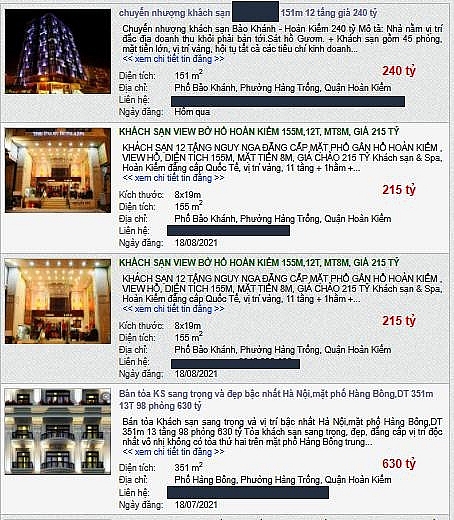 chuyển nhượng khách sạn 151m 12 tầng giá 240 tỷ
Chuyển nhượng khách sạn Bảo Khánh - Hoàn Kiếm 240 tỷ Mô tả: Nhà nằm vị trí
đắc địa doanh thu khỏi phải bàn tới.Sát hồ Gươm. + Khách sạn gồm 45 phòng,
mặt tiền lớn, vị trí vàng, hội tụ tất cả các tiêu chí kinh doanh...
<< xem chi tiết tin đăng >>
240 tỷ
Diện tích: 151 m2
Địa chỉ: Phố Bảo Khánh, Phường Hàng Trống, Quận Hoàn Kiếm
Liên hệ:
Ngày đăng: Hôm qua
KHÁCH SẠN VIEW BỜ HỒ HOÀN KIẾM 155M,12T, MT8M, GIÁ 215 TỶ
KHÁCH SẠN 12 TẦNG NGUY NGA ĐẲNG CẤP,MẶT PHỐ GẦN HỒ HOÀN KIẾM ,
VIEW HỒ, DIỆN TÍCH 155M, MẶT TIỀN 8M, GIÁ CHÀO 215 TỶ Khách sạn & Spa,
Hoàn Kiếm đẳng cấp Quốc Tế, vị trí vàng, 11 tầng + 1hầm +...
<< xem chi tiết tin đăng >>
215 tỷ
Kích thước: 8x19m
Diện tích: 155 m2
Địa chỉ: Phố Bảo Khánh, Phường Hàng Trống, Quận Hoàn Kiếm
Liên hệ:
Ngày đăng: 18/08/2021
KHÁCH SẠN VIEW BỜ HỒ HOÀN KIẾM 155M,12T, MT8M, GIÁ 215 TỶ
KHÁCH SẠN 12 TẦNG NGUY NGA ĐẲNG CẤP,MẶT PHỐ GẦN HỒ HOÀN KIẾM ,
VIEW HỒ, DIỆN TÍCH 155M, MẶT TIỀN 8M, GIÁ CHÀO 215 TỶ Khách sạn & Spa,
Hoàn Kiếm đẳng cấp Quốc Tế, vị trí vàng, 11 tầng + 1hầm +...
<< xem chi tiết tin đăng >>
215 tỷ
Kích thước: 8x19m
Diện tích: 155 m2
Địa chỉ: Phố Bảo Khánh, Phường Hàng Trống, Quận Hoàn Kiếm
Liên hệ:
Ngày đăng: 18/08/2021
Bán tòa KS sang trọng và đẹp bậc nhất Hà Nội,mặt phố Hàng Bông,DT 351m
13T 98 phòng 630 tỷ
Bán tòa Khách sạn sang trọng và vị trí bậc nhất Hà Nội,mặt phố Hàng Bông,DT
351m 13 tầng 98 phòng 630 tỷ Tòa khách sạn sang trọng, đẹp, đẳng cấp vị trí độc
nhất vô nhị không có tòa thứ hai trên mặt phố Hàng Bông trung...
<< xem chi tiết tin đăng >>
630 tỷ
Diện tích: 351 m2
Địa chỉ: Phố Hàng Bông, Phường Hàng Trống, Quận Hoàn Kiếm
Liên hệ:
Ngày đăng: 18/07/2021